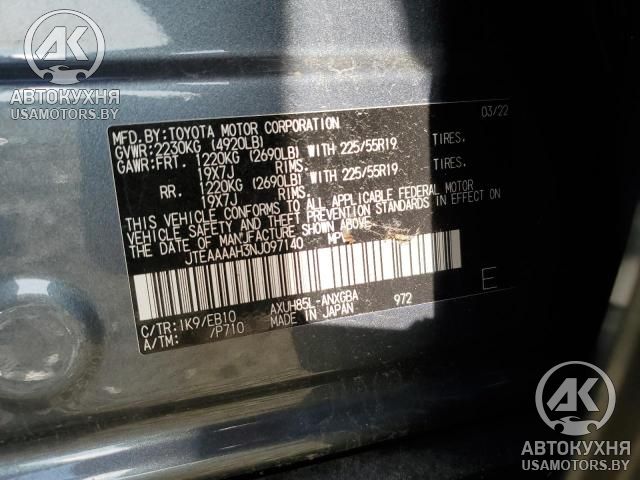 AK
АВТОКУХНЯ
USAMOTORS.BY
MFD.BY:TOYOTA MOTOR CORPORATION 03/22
GVWR:2230KG (4920LB)
GAWR:FRT. 1220KG (2690LB) WITH 225/55R19 TIRES.
19X7J RIMS.
RR. 1220KG (2690LB) WITH 225/55R19 TIRES.
19X7J RIMS.
THIS VEHICLE CONFORMS TO ALL APPLICABLE FEDERAL MOTOR
VEHICLE SAFETY AND THEFT PREVENTION STANDARDS IN EFFECT ON
THE DATE OF MANUFACTURE SHOWN ABOVE.
JTEAAAAH3NJ097140 MPV
E
C/TR:1K9/EB10 AXUH85L-ANXGBA 972
A/TM: /P710 MADE IN JAPAN
AK
АВТОКУХНЯ
USAMOTORS.BY